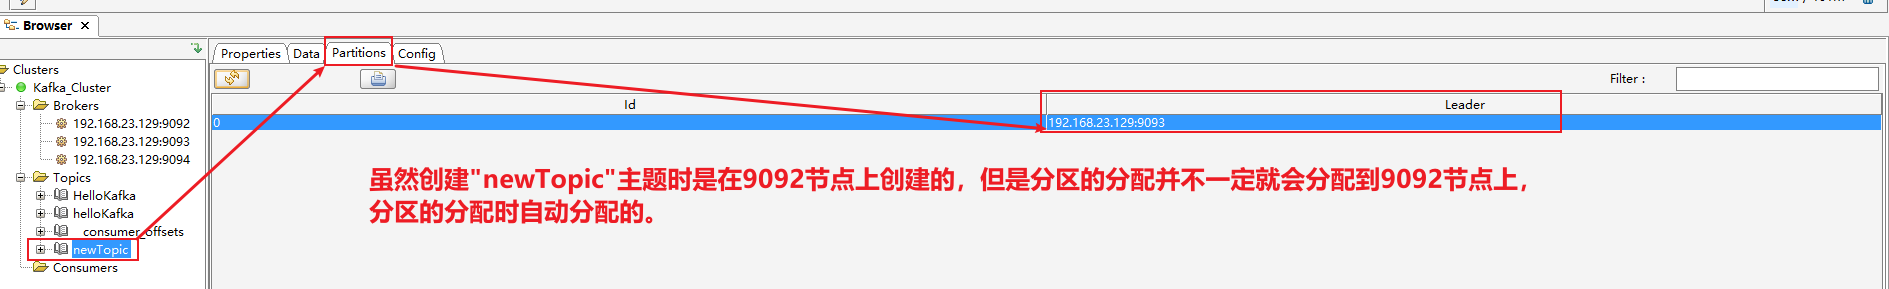 Browser
Clusters
Kafka_Cluster
Brokers
192.168.23.129:9092
192.168.23.129:9093
192.168.23.129:9094
Topics
HelloKafka
helloKafka
__consumer_offsets
newTopic
Consumers
Properties Data Partitions Config
Filter :
Id Leader
0 192.168.23.129:9093
虽然创建"newTopic"主题时是在9092节点上创建的，但是分区的分配并不一定就会分配到9092节点上，
分区的分配时自动分配的。